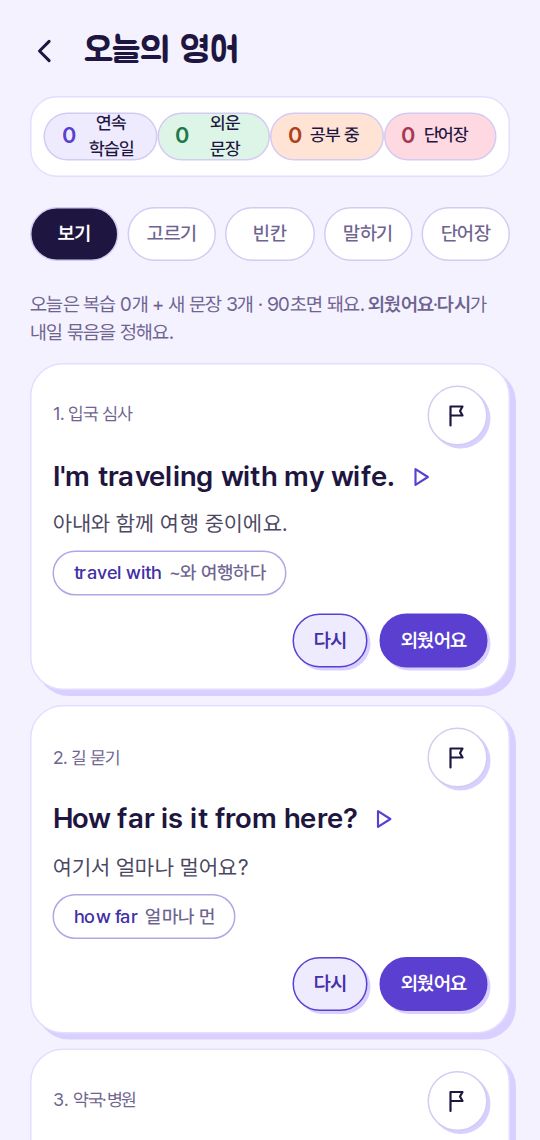 오늘의 영어
0 연속 학습일
0 외운 문장
0 공부 중
0 단어장
보기
고르기
빈칸
말하기
단어장
오늘은 복습 0개 + 새 문장 3개 · 90초면 돼요. 외웠어요·다시가
내일 묶음을 정해요.
1. 입국 심사
I'm traveling with my wife.
아내와 함께 여행 중이에요.
travel with ~와 여행하다
다시
외웠어요
2. 길 묻기
How far is it from here?
여기서 얼마나 멀어요?
how far 얼마나 먼
다시
외웠어요
3. 약국·병원